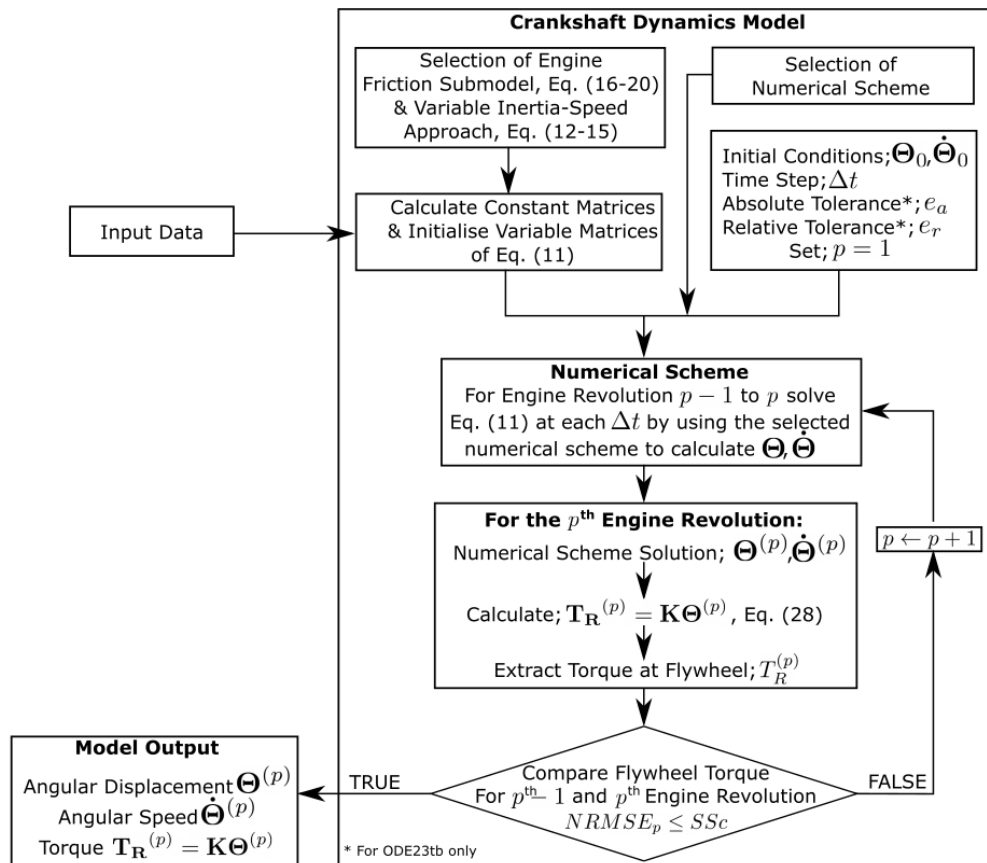 Crankshaft Dynamics Model
Selection of Engine
Friction Submodel, Eq. (16-20)
& Variable Inertia-Speed
Approach, Eq. (12-15)
Selection of
Numerical Scheme
Initial Conditions; Θ₀, Θ̇₀
Time Step; Δt
Absolute Tolerance*; eₐ
Relative Tolerance*; eᵣ
Set; p = 1
Input Data
Calculate Constant Matrices
& Initialise Variable Matrices
of Eq. (11)
Numerical Scheme
For Engine Revolution p − 1 to p solve
Eq. (11) at each Δt by using the selected
numerical scheme to calculate Θ, Θ̇
For the pᵗʰ Engine Revolution:
Numerical Scheme Solution; Θ⁽ᵖ⁾, Θ̇⁽ᵖ⁾
Calculate; T_R⁽ᵖ⁾ = KΘ⁽ᵖ⁾, Eq. (28)
Extract Torque at Flywheel; T_R⁽ᵖ⁾
p ← p + 1
Compare Flywheel Torque
For pᵗʰ− 1 and pᵗʰ Engine Revolution
NRMSEₚ ≤ SSc
TRUE
FALSE
Model Output
Angular Displacement Θ⁽ᵖ⁾
Angular Speed Θ̇⁽ᵖ⁾
Torque T_R⁽ᵖ⁾ = KΘ⁽ᵖ⁾
* For ODE23tb only